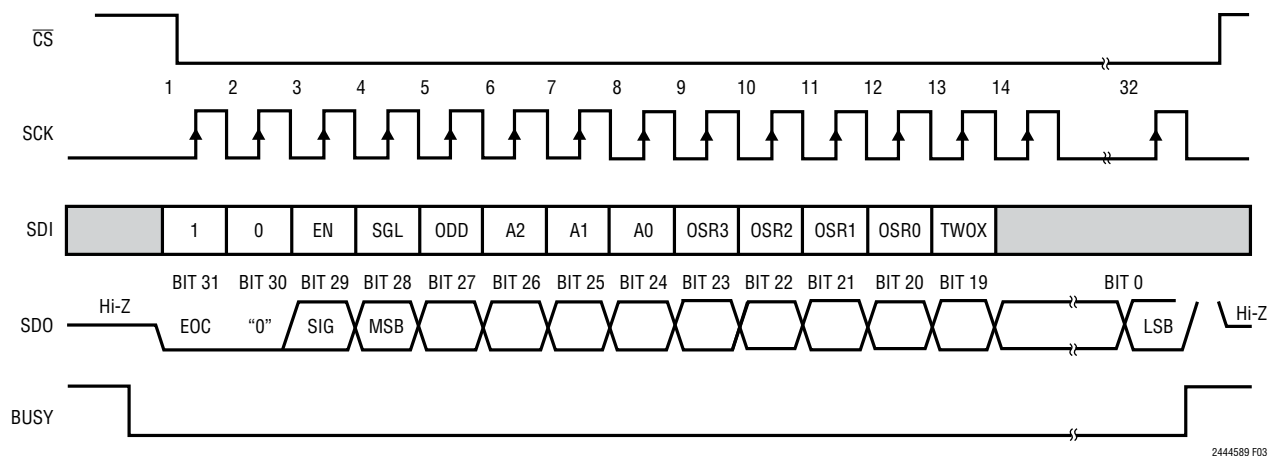 CS
1 2 3 4 5 6 7 8 9 10 11 12 13 14 32
SCK
SDI 1 0 EN SGL ODD A2 A1 A0 OSR3 OSR2 OSR1 OSR0 TWOX
BIT 31 BIT 30 BIT 29 BIT 28 BIT 27 BIT 26 BIT 25 BIT 24 BIT 23 BIT 22 BIT 21 BIT 20 BIT 19 BIT 0
Hi-Z Hi-Z
SDO EOC “0” SIG MSB LSB
BUSY
2444589 F03